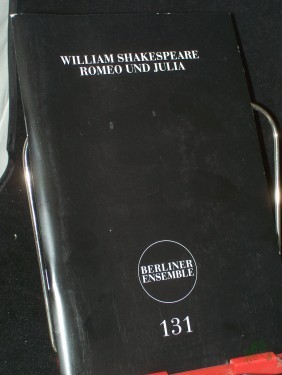 WILLIAM SHAKESPEARE
ROMEO UND JULIA
BERLINER
ENSEMBLE
131